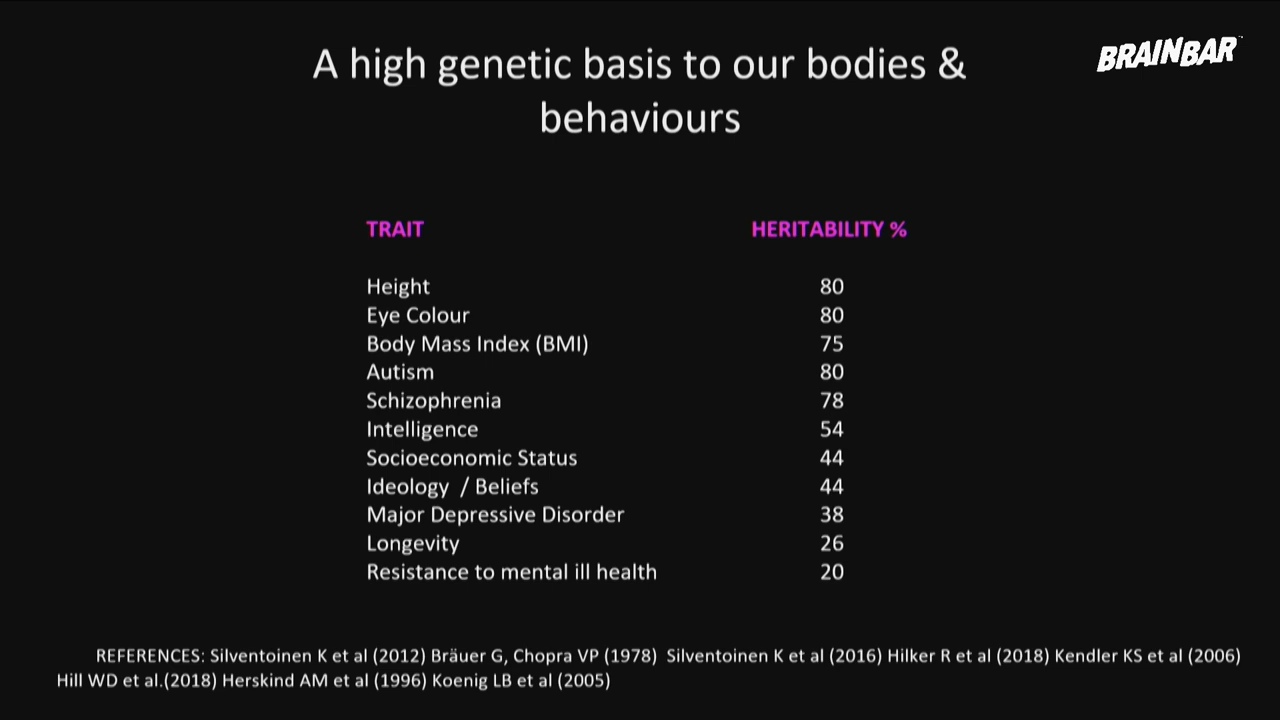 A high genetic basis to our bodies &
behaviours
BRAINBAR
TRAIT HERITABILITY %
Height 80
Eye Colour 80
Body Mass Index (BMI) 75
Autism 80
Schizophrenia 78
Intelligence 54
Socioeconomic Status 44
Ideology / Beliefs 44
Major Depressive Disorder 38
Longevity 26
Resistance to mental ill health 20
REFERENCES: Silventoinen K et al (2012) Bräuer G, Chopra VP (1978) Silventoinen K et al (2016) Hilker R et al (2018) Kendler KS et al (2006)
Hill WD et al.(2018) Herskind AM et al (1996) Koenig LB et al (2005)